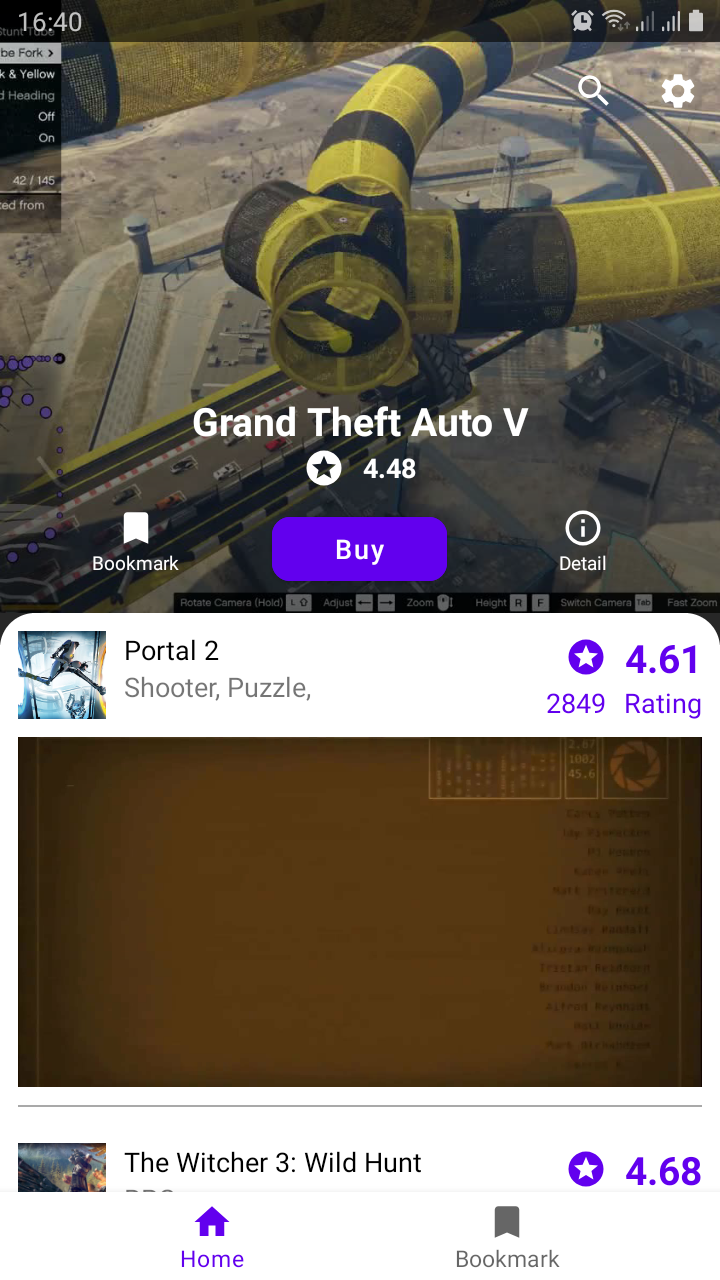 16:40
Stunt Tube
be Fork >
k & Yellow
d Heading
Off
On
42 / 145
ted from
Grand Theft Auto V
4.48
Bookmark
Buy
Detail
Rotate Camera (Hold) L Adjust Zoom Height R F Switch Camera Tab Fast Zoom
Portal 2
4.61
Shooter, Puzzle,
2849 Rating
2.67
1002
45.6
The Witcher 3: Wild Hunt
4.68
Home
Bookmark